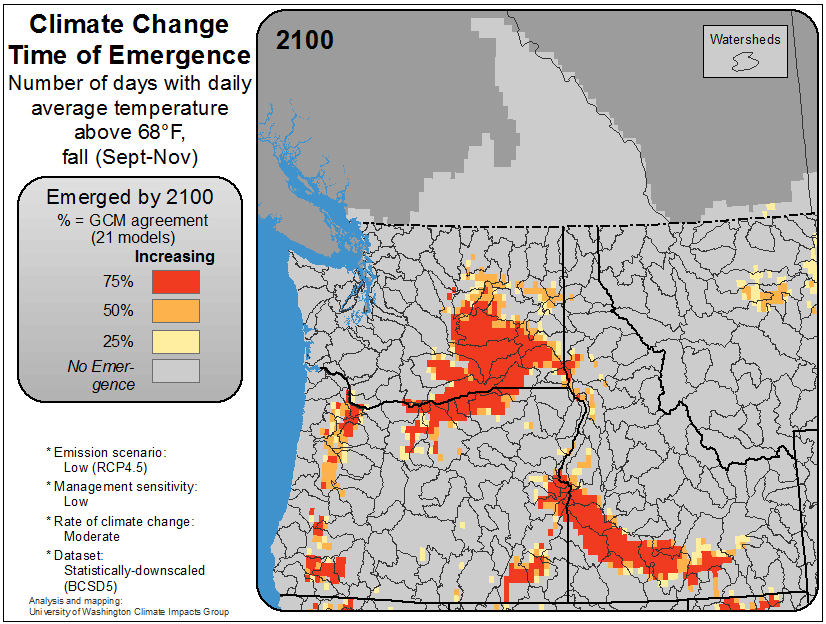 Climate Change
Time of Emergence
Number of days with daily
average temperature
above 68°F,
fall (Sept-Nov)
Emerged by 2100
% = GCM agreement
(21 models)
Increasing
75%
50%
25%
No Emer-
gence
* Emission scenario:
Low (RCP4.5)
* Management sensitivity:
Low
* Rate of climate change:
Moderate
* Dataset:
Statistically-downscaled
(BCSD5)
Analysis and mapping:
University of Washington Climate Impacts Group
2100
Watersheds